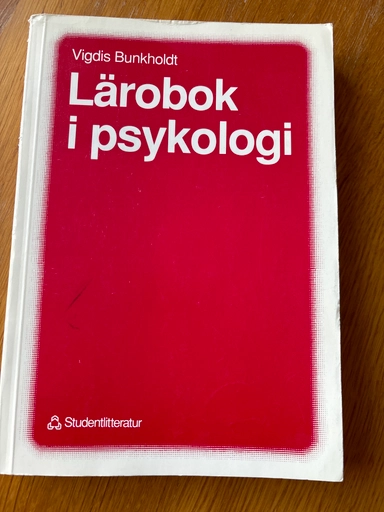 Vigdis Bunkholdt
Lärobok
i psykologi
Studentlitteratur